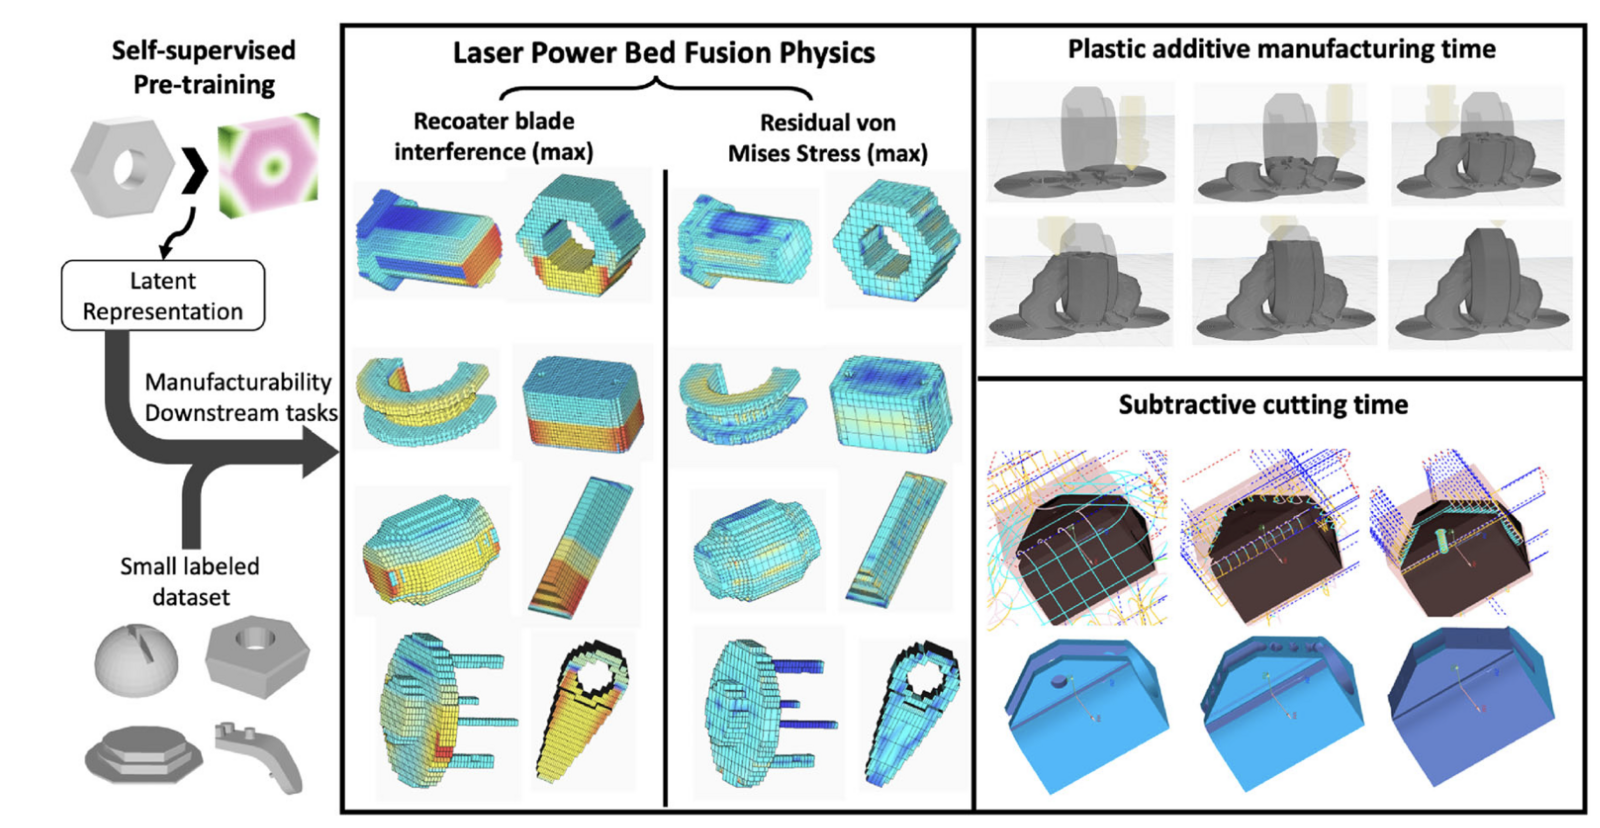 Self-supervised
Pre-training
Latent
Representation
Manufacturability
Downstream tasks
Small labeled
dataset
Laser Power Bed Fusion Physics
Recoater blade
interference (max)
Residual von
Mises Stress (max)
Plastic additive manufacturing time
Subtractive cutting time